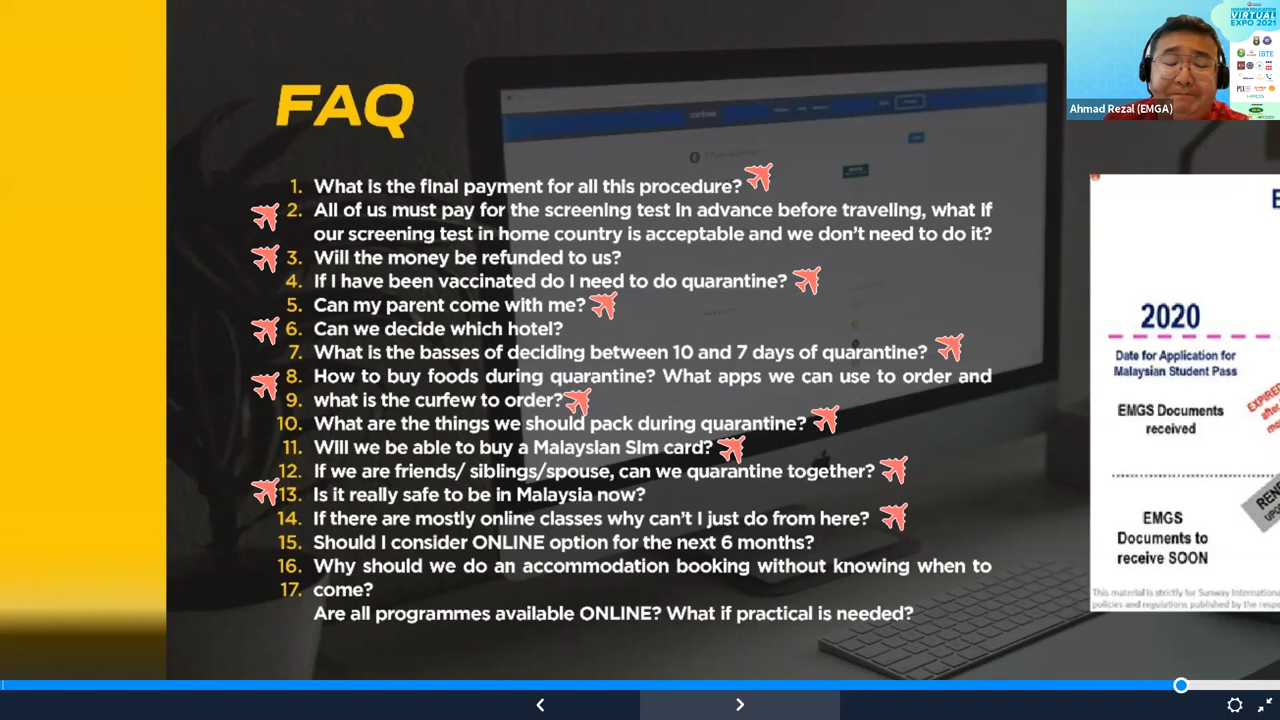 HIGHER EDUCATION
VIRTUAL
EXPO 2021
IBTE
Ahmad Rezal (EMGA)
FAQ
1. What is the final payment for all this procedure?
2. All of us must pay for the screening test In advance before traveling, what If
our screening test in home country is acceptable and we don't need to do it?
3. Will the money be refunded to us?
4. If I have been vaccinated do I need to do quarantine?
5. Can my parent come with me?
6. Can we decide which hotel?
7. What is the basses of deciding between 10 and 7 days of quarantine?
8. How to buy foods during quarantine? What apps we can use to order and
9. what is the curfew to order?
10. What are the things we should pack during quarantine?
11. Will we be able to buy a Malaysian Sim card?
12. If we are friends/ siblings/spouse, can we quarantine together?
13. Is it really safe to be in Malaysia now?
14. If there are mostly online classes why can't I just do from here?
15. Should I consider ONLINE option for the next 6 months?
16. Why should we do an accommodation booking without knowing when to
17. come?
Are all programmes available ONLINE? What if practical is needed?
2020
Date for Application for
Malaysian Student Pass
EMGS Documents
received
EMGS
Documents to
receive SOON
This material is strictly for Sunway Internationa
policies and regulations published by the respe